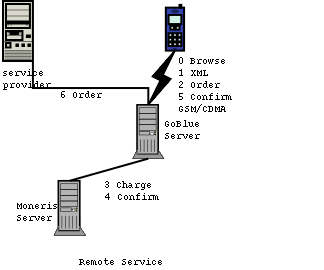 service
provider
6 Order
0 Browse
1 XML
2 Order
5 Confirm
GSM/CDMA
GoBlue
Server
3 Charge
4 Confirm
Moneris
Server
Remote Service